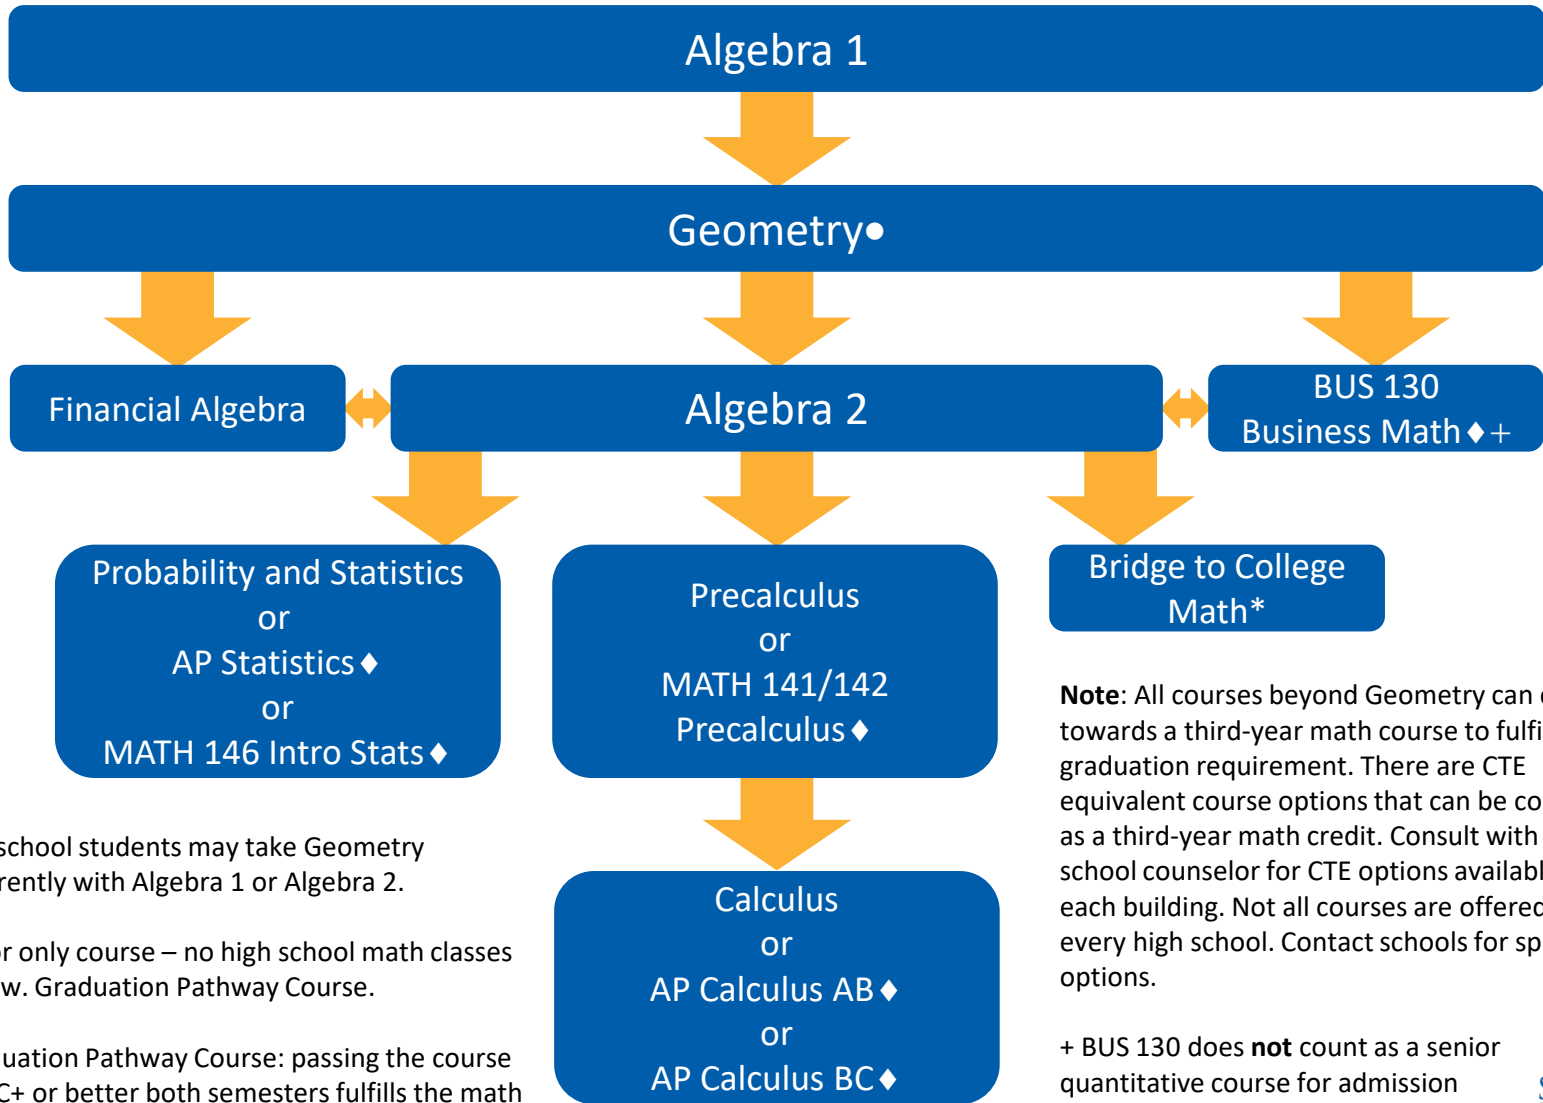 Algebra 1
Geometry●
Financial Algebra
Algebra 2
BUS 130
Business Math♦+
Probability and Statistics
or
AP Statistics♦
or
MATH 146 Intro Stats♦
Precalculus
or
MATH 141/142
Precalculus♦
Bridge to College
Math*
Calculus
or
AP Calculus AB♦
or
AP Calculus BC♦
school students may take Geometry
with Algebra 1 or Algebra 2.
only course – no high school math classes
Graduation Pathway Course.
Pathway Course: passing the course
C+ or better both semesters fulfills the math
Note: All courses beyond Geometry can
towards a third-year math course to
graduation requirement. There are CTE
equivalent course options that can be
as a third-year math credit. Consult with
school counselor for CTE options
each building. Not all courses are offered
every high school. Contact schools for
options.
+ BUS 130 does not count as a senior
quantitative course for admission